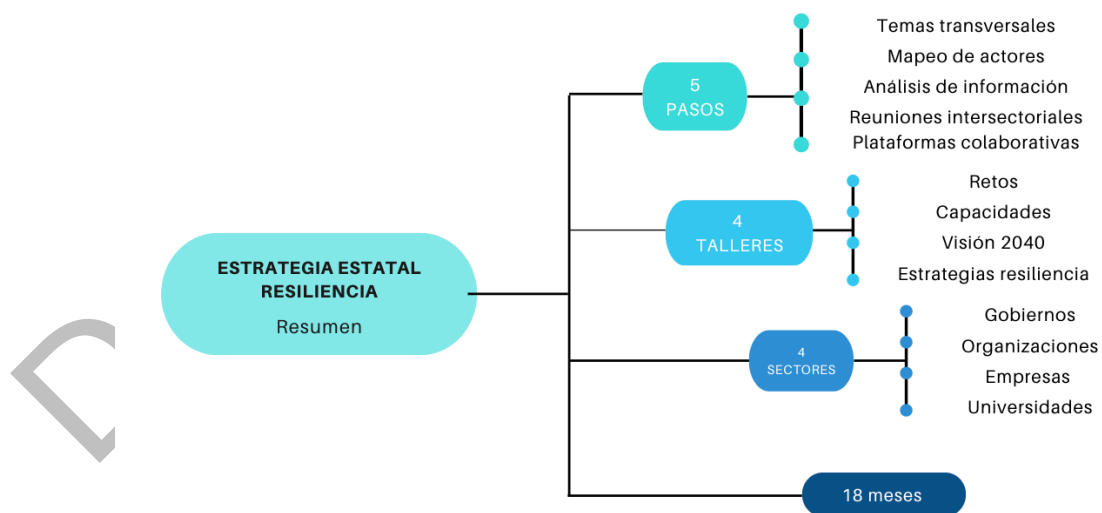 ESTRATEGIA ESTATAL
RESILIENCIA
Resumen
5
PASOS
Temas transversales
Mapeo de actores
Análisis de información
Reuniones intersectoriales
Plataformas colaborativas
4
TALLERES
Retos
Capacidades
Visión 2040
Estrategias resiliencia
4
SECTORES
Gobiernos
Organizaciones
Empresas
Universidades
18 meses